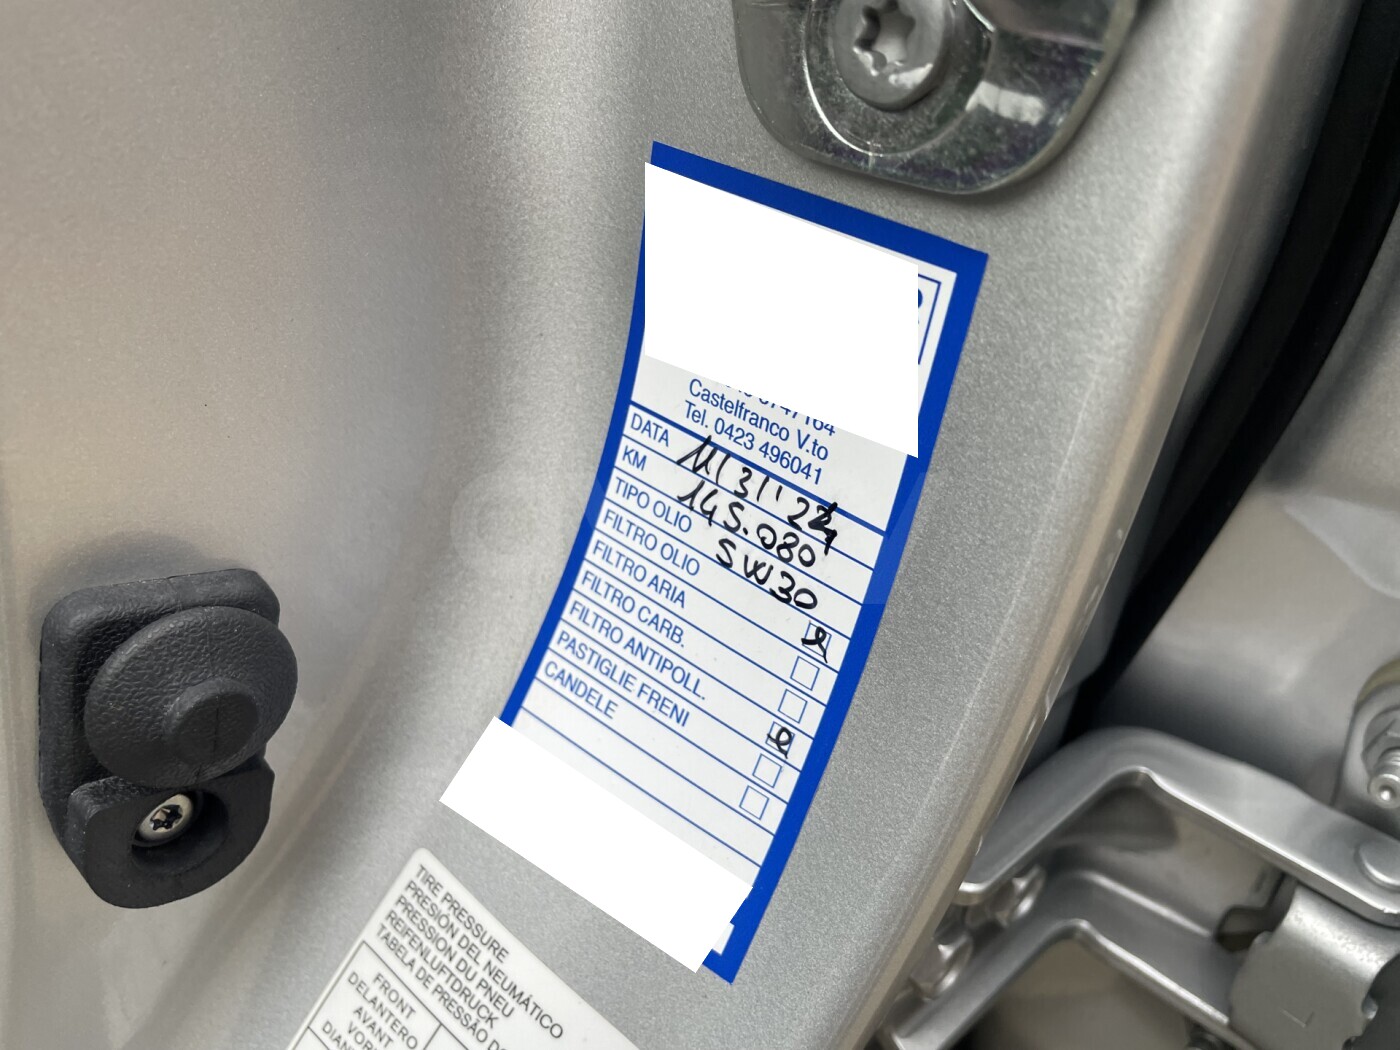 Castelfranco V.to
Tel. 0423 496041
DATA 11/3/'24
KM 145.080
TIPO OLIO 5W30
FILTRO OLIO
FILTRO ARIA
FILTRO CARB.
FILTRO ANTIPOLL.
PASTIGLIE FRENI
CANDELE
TIRE PRESSURE
PRESIÓN DEL NEUMÁTICO
PRESSION DU PNEU
REIFENLUFTDRUCK
TABELA DE PRESSÃO
FRONT
DELANTERO
AVANT